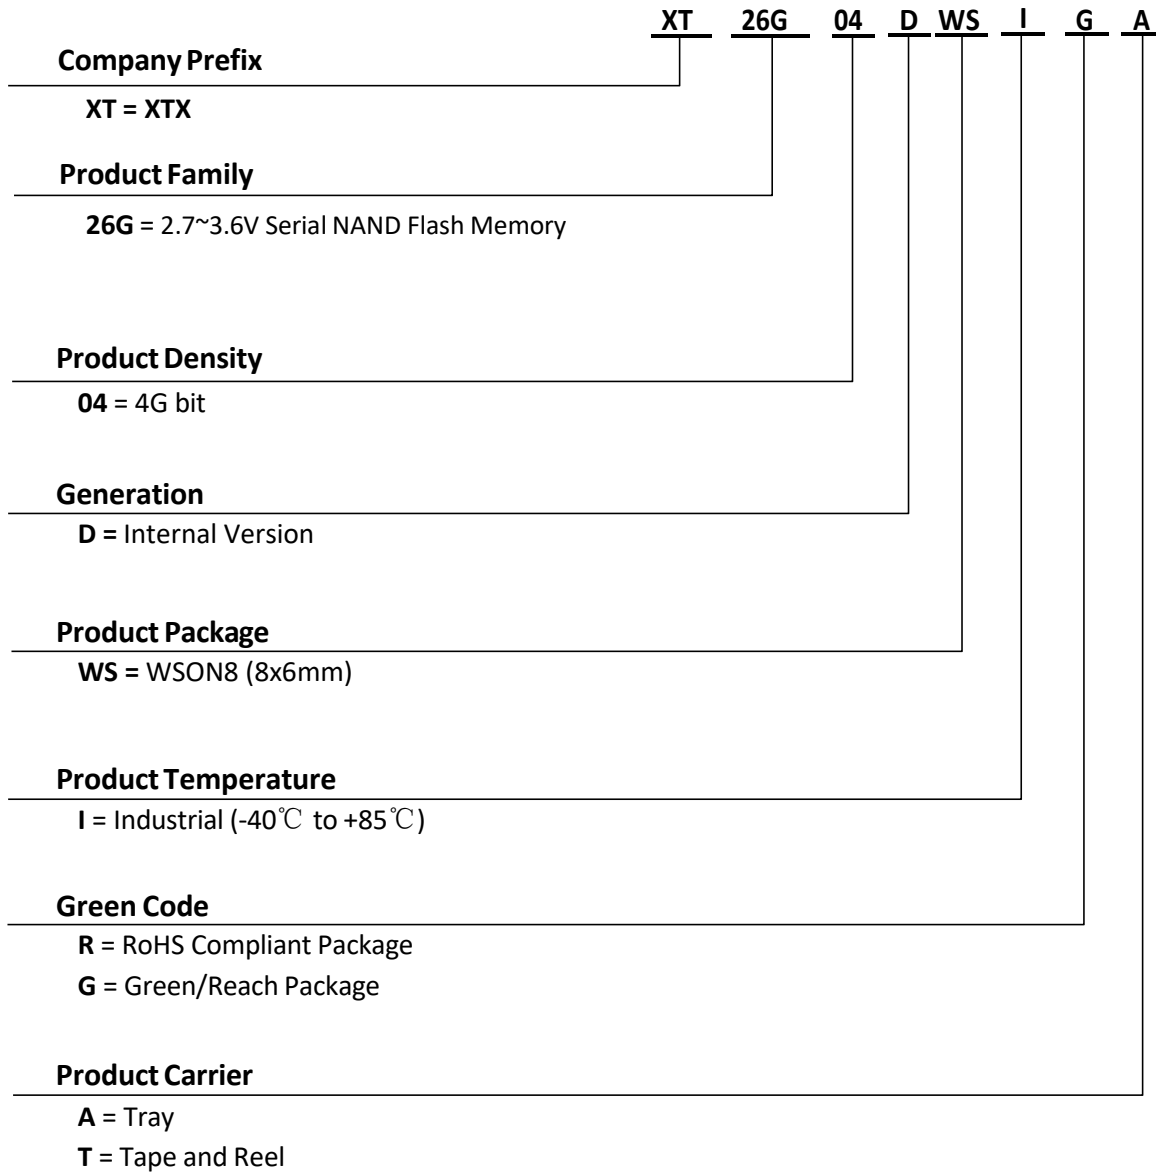 XT 26G 04 D WS I G A
Company Prefix
XT = XTX
Product Family
26G = 2.7~3.6V Serial NAND Flash Memory
Product Density
04 = 4G bit
Generation
D = Internal Version
Product Package
WS = WSON8 (8x6mm)
Product Temperature
I = Industrial (-40℃ to +85℃)
Green Code
R = RoHS Compliant Package
G = Green/Reach Package
Product Carrier
A = Tray
T = Tape and Reel